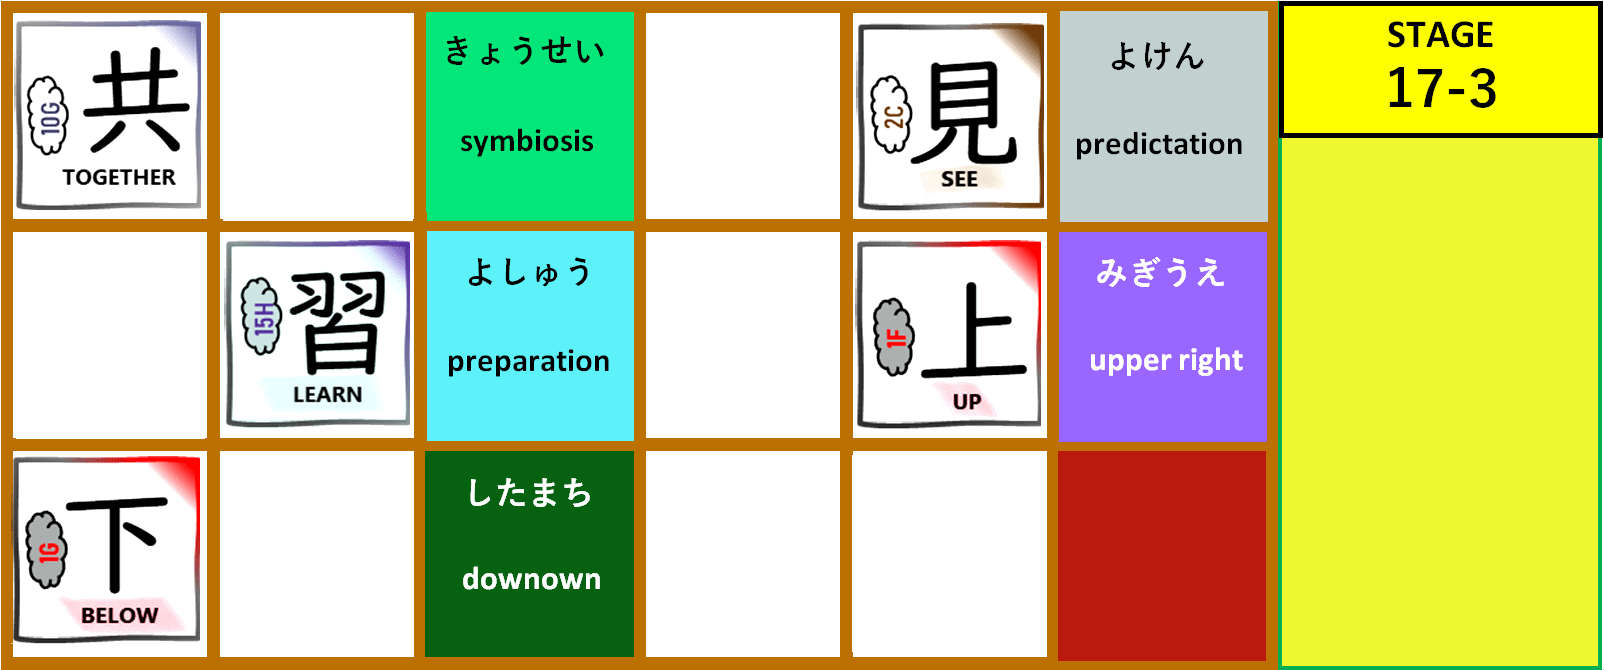 10G
共
TOGETHER
きょうせい
symbiosis
2C
見
SEE
よけん
predictation
STAGE
17-3
15H
習
LEARN
よしゅう
preparation
1F
上
UP
みぎうえ
upper right
1G
下
BELOW
したまち
downown